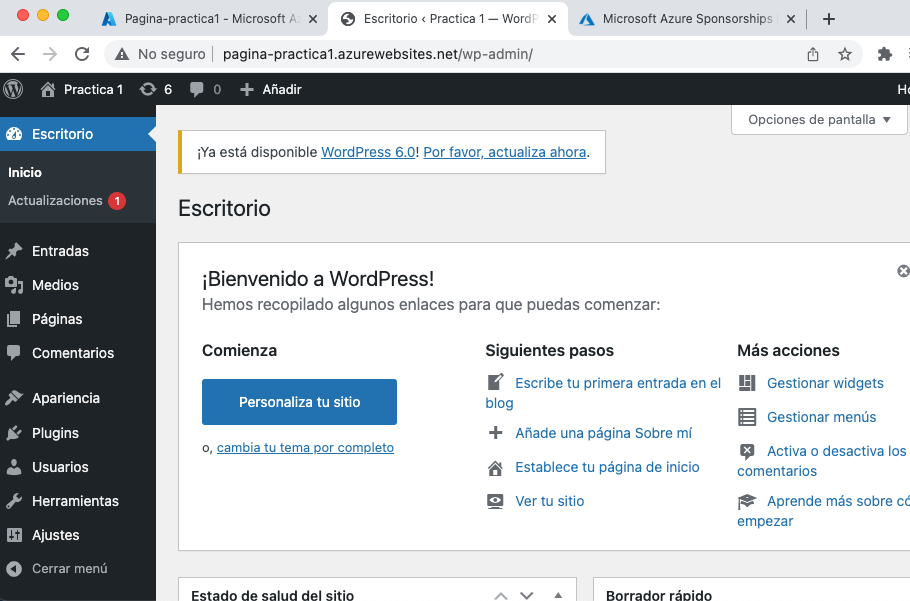 Pagina-practica1 - Microsoft A
Escritorio ‹ Practica 1 — WordP
Microsoft Azure Sponsorships
No seguro
pagina-practica1.azurewebsites.net/wp-admin/
Practica 1
6
0
Añadir
Escritorio
Inicio
Actualizaciones 1
Entradas
Medios
Páginas
Comentarios
Apariencia
Plugins
Usuarios
Herramientas
Ajustes
Cerrar menú
Opciones de pantalla
¡Ya está disponible WordPress 6.0! Por favor, actualiza ahora.
Escritorio
¡Bienvenido a WordPress!
Hemos recopilado algunos enlaces para que puedas comenzar:
Comienza
Personaliza tu sitio
o, cambia tu tema por completo
Siguientes pasos
Escribe tu primera entrada en el
blog
Añade una página Sobre mí
Establece tu página de inicio
Ver tu sitio
Más acciones
Gestionar widgets
Gestionar menús
Activa o desactiva los
comentarios
Aprende más sobre có
empezar
Estado de salud del sitio
Borrador rápido